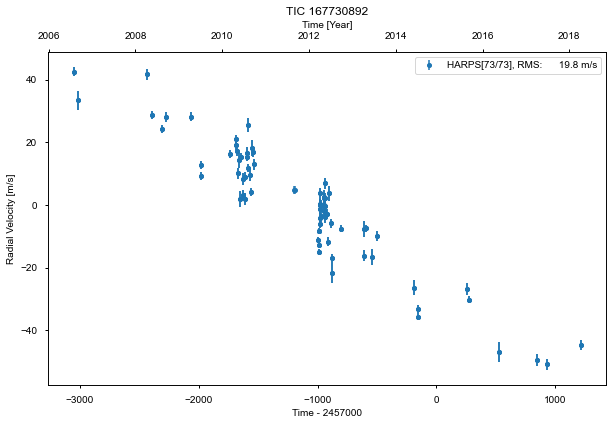 TIC 167730892
Time [Year]
2006 2008 2010 2012 2014 2016 2018
HARPS[73/73], RMS: 19.8 m/s
Radial Velocity [m/s]
40
20
0
−20
−40
−3000 −2000 −1000 0 1000
Time - 2457000